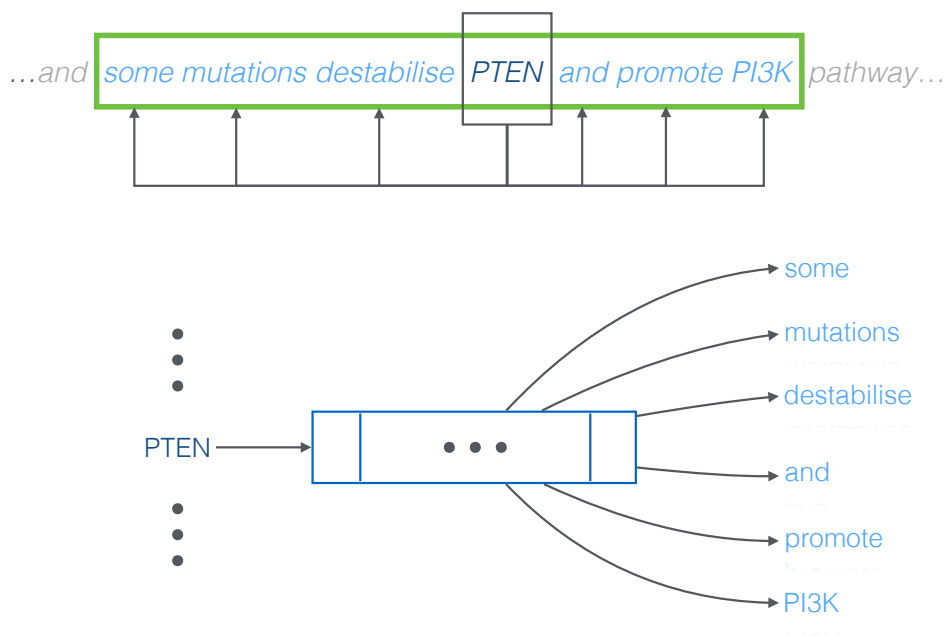 …and some mutations destabilise PTEN and promote PI3K pathway…
some
mutations
destabilise
PTEN
and
promote
PI3K